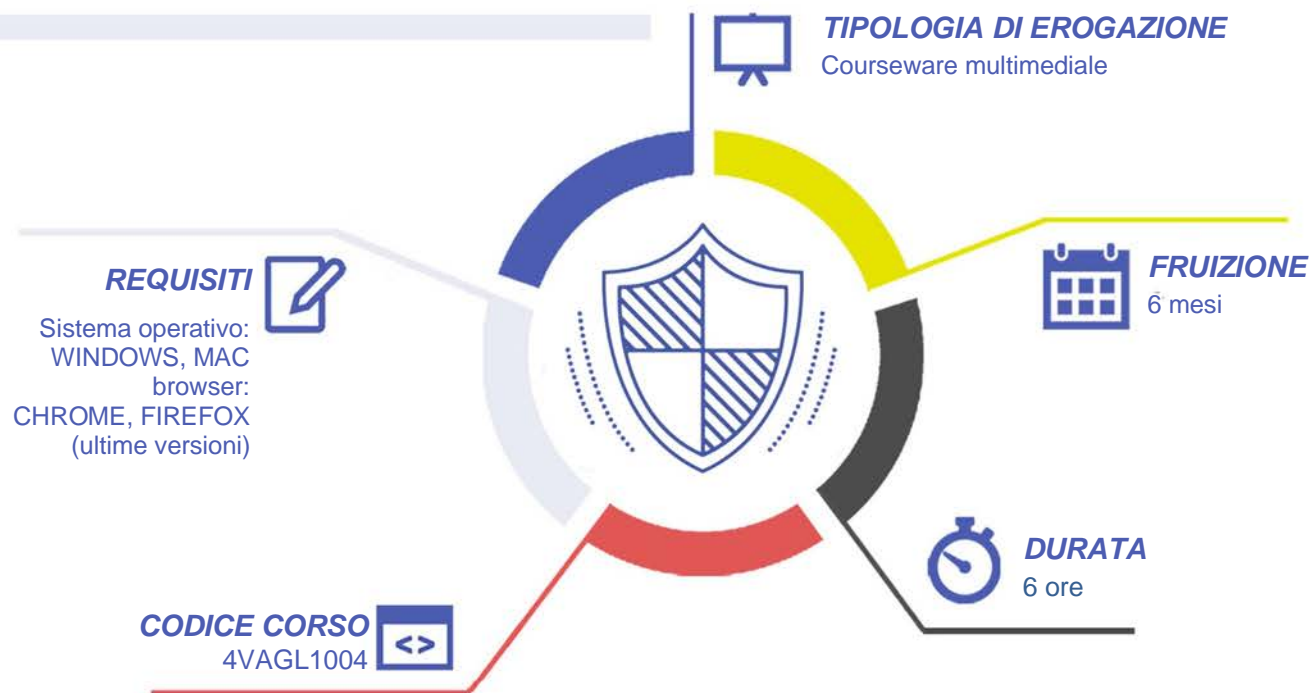 TIPOLOGIA DI EROGAZIONE
Courseware multimediale
REQUISITI
Sistema operativo:
WINDOWS, MAC
browser:
CHROME, FIREFOX
(ultime versioni)
FRUIZIONE
6 mesi
DURATA
6 ore
CODICE CORSO
4VAGL1004
<>